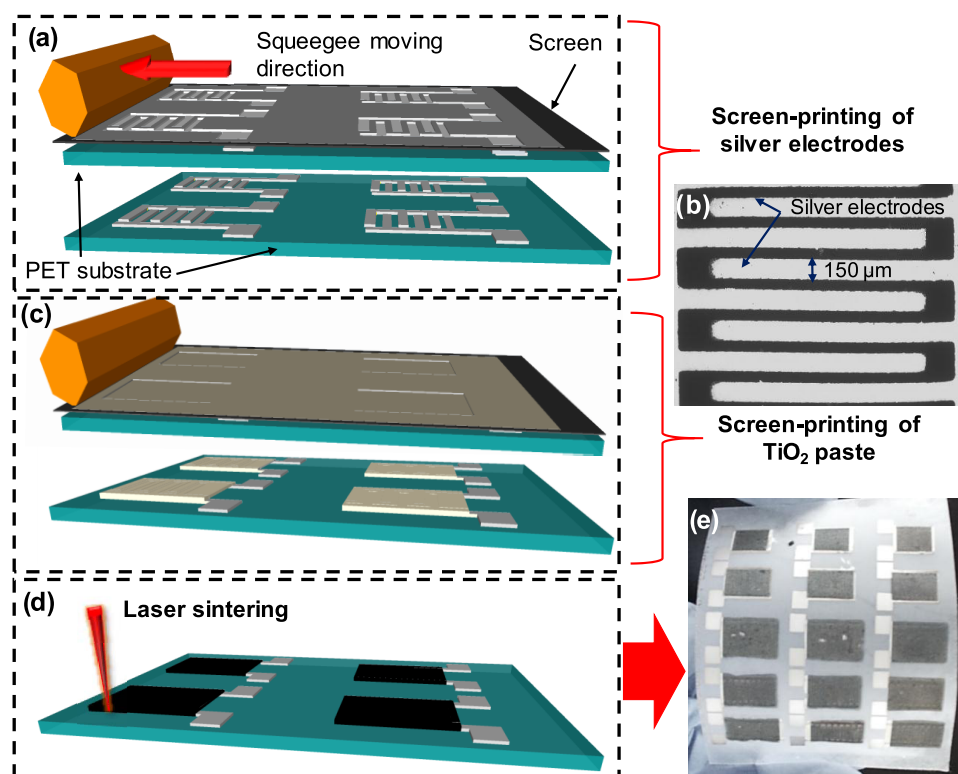 (a)
Squeegee moving
direction
Screen
PET substrate
Screen-printing of
silver electrodes
(b)
Silver electrodes
150 µm
(c)
Screen-printing of
TiO₂ paste
(d)
Laser sintering
(e)